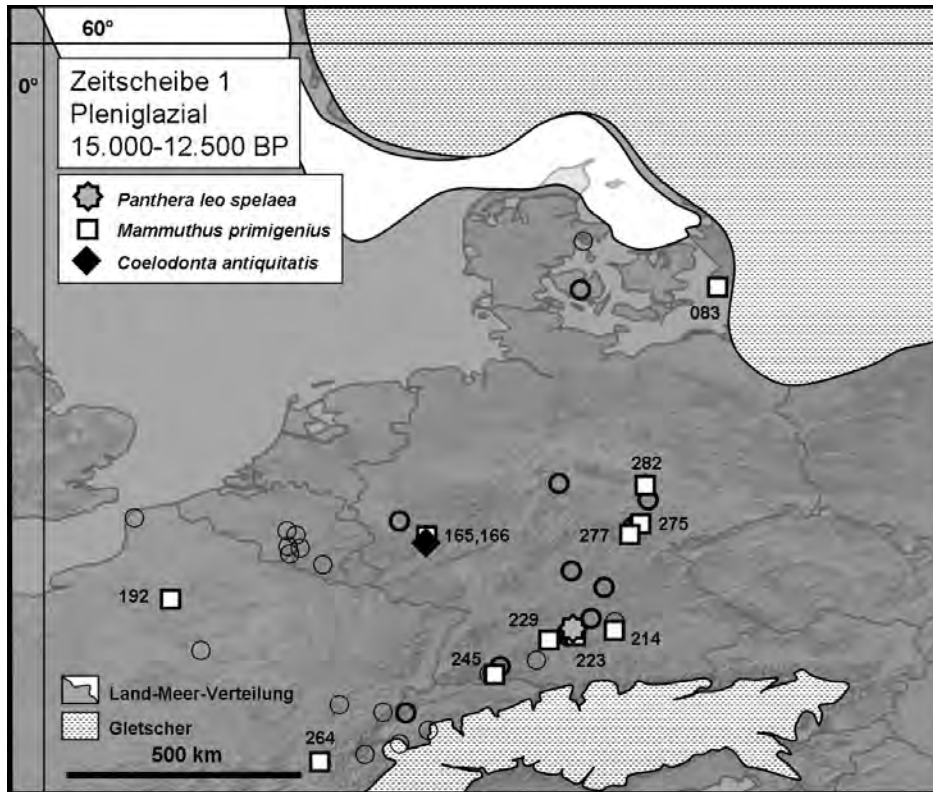 60°
0°
Zeitscheibe 1
Pleniglazial
15.000-12.500 BP
Panthera leo spelaea
Mammuthus primigenius
Coelodonta antiquitatis
083
282
275
277
165,166
192
229
214
223
245
264
Land-Meer-Verteilung
Gletscher
500 km